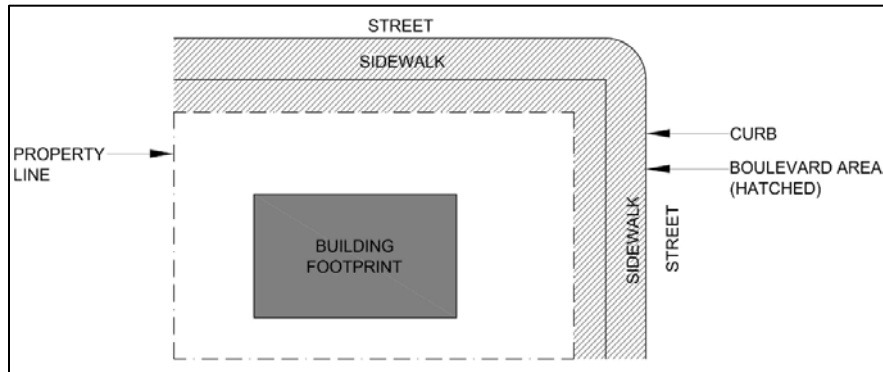 STREET
SIDEWALK
PROPERTY
LINE
CURB
BOULEVARD AREA
(HATCHED)
BUILDING
FOOTPRINT
SIDEWALK
STREET